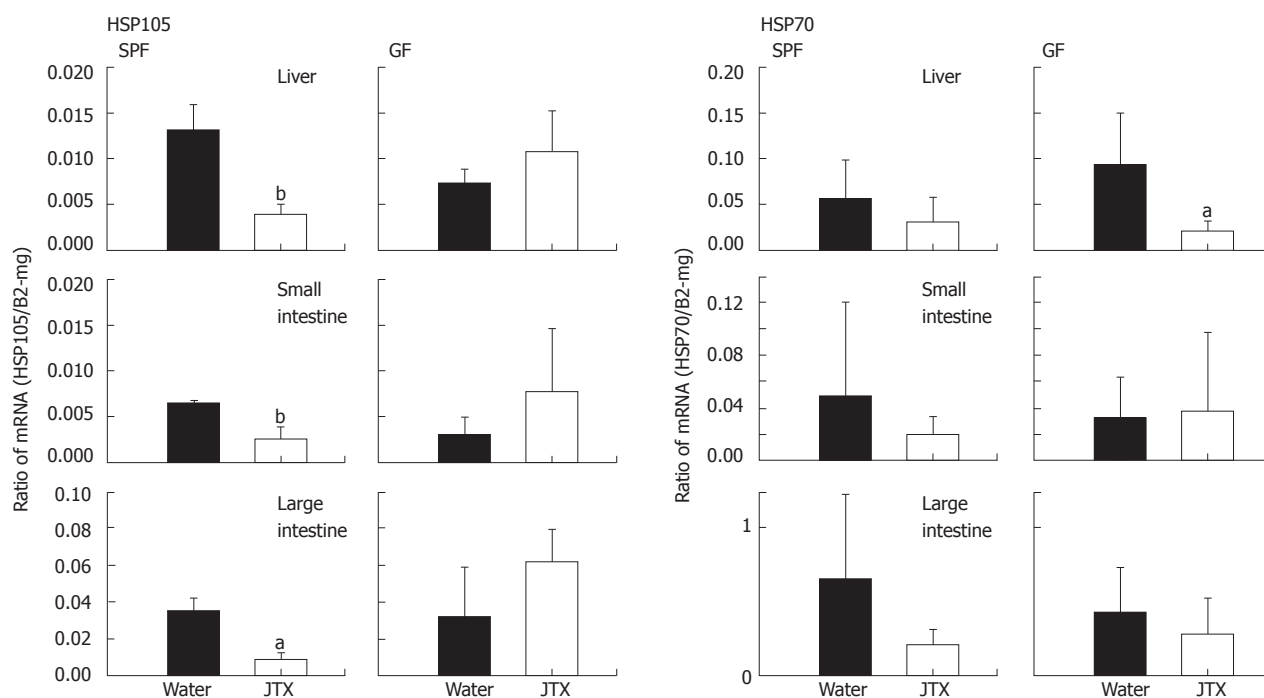 HSP105
SPF
GF
Ratio of mRNA (HSP105/B2-mg)
0.020
0.015
0.010
0.005
0.000
Liver
b
0.020
0.015
0.010
0.005
0.000
Small
intestine
b
0.10
0.08
0.06
0.04
0.02
0.00
Large
intestine
a
Water
JTX
Water
JTX
HSP70
SPF
GF
Ratio of mRNA (HSP70/B2-mg)
0.20
0.15
0.10
0.05
0.00
Liver
a
0.12
0.08
0.04
0.00
Small
intestine
1
0
Large
intestine
Water
JTX
Water
JTX